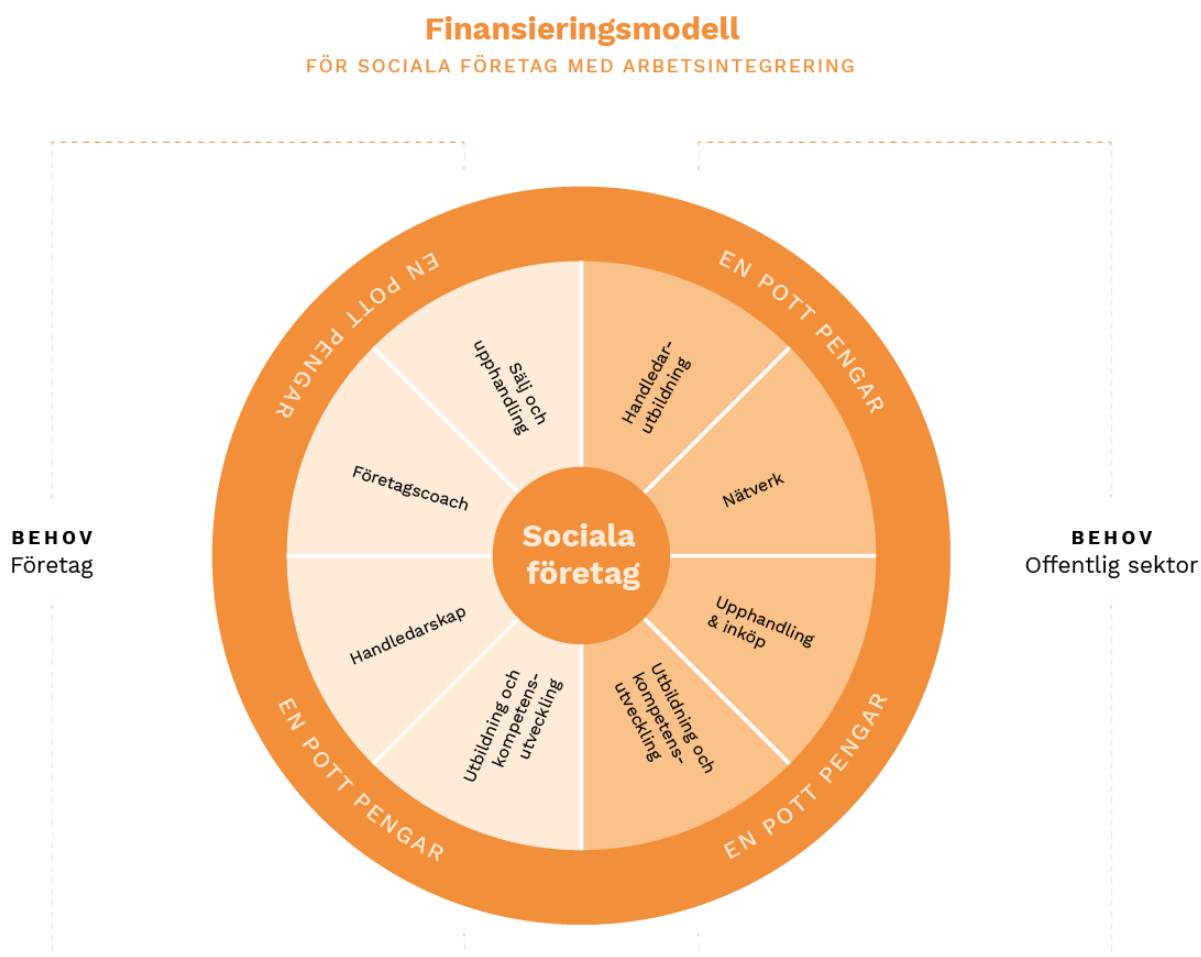 Finansieringsmodell
FÖR SOCIALA FÖRETAG MED ARBETSINTEGRERING
EN POTT PENGAR
EN POTT PENGAR
Sälj och
upphandling
Handledar-
utbildning
Företagscoach
Nätverk
BEHOV
Företag
Sociala
företag
BEHOV
Offentlig sektor
Handledarskap
Upphandling
& inköp
Utbildning och
kompetens-
utveckling
Utbildning och
kompetens-
utveckling
EN POTT PENGAR
EN POTT PENGAR